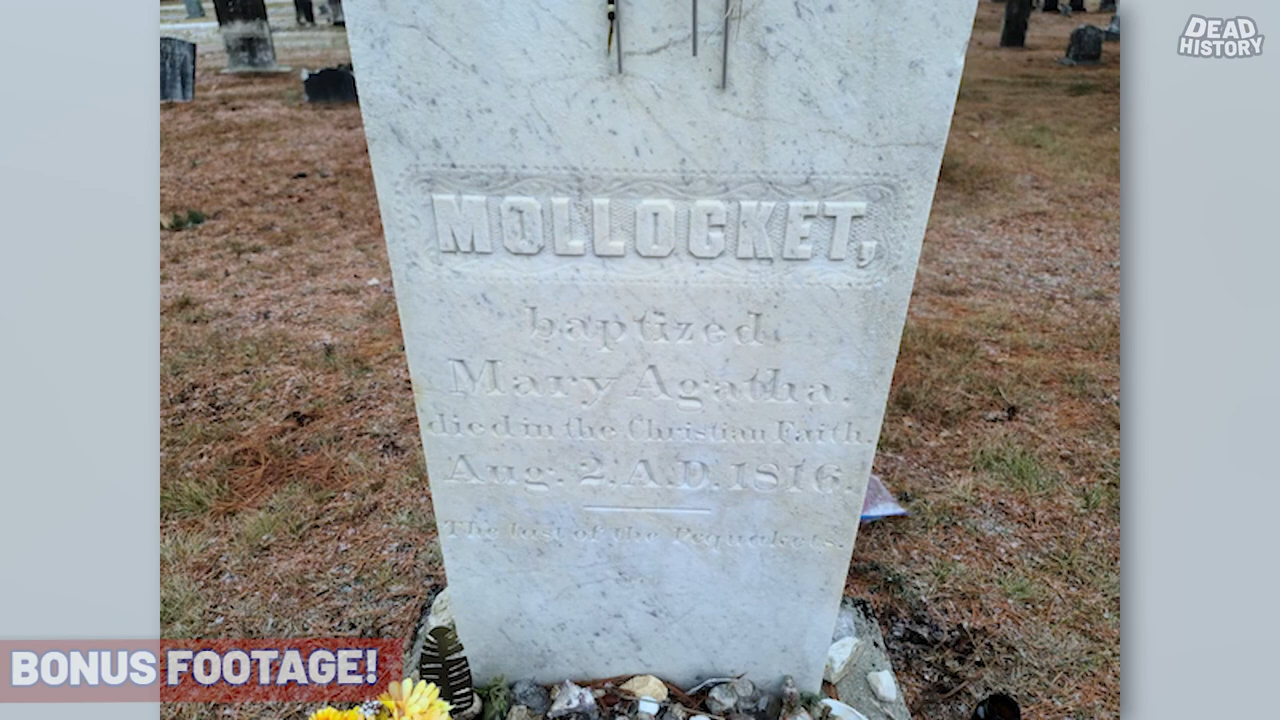 DEAD
HISTORY
MOLLOCKET,
baptized
Mary Agatha.
died in the Christian Faith.
Aug. 2. A.D. 1816.
The last of the Pequakets.
BONUS FOOTAGE!